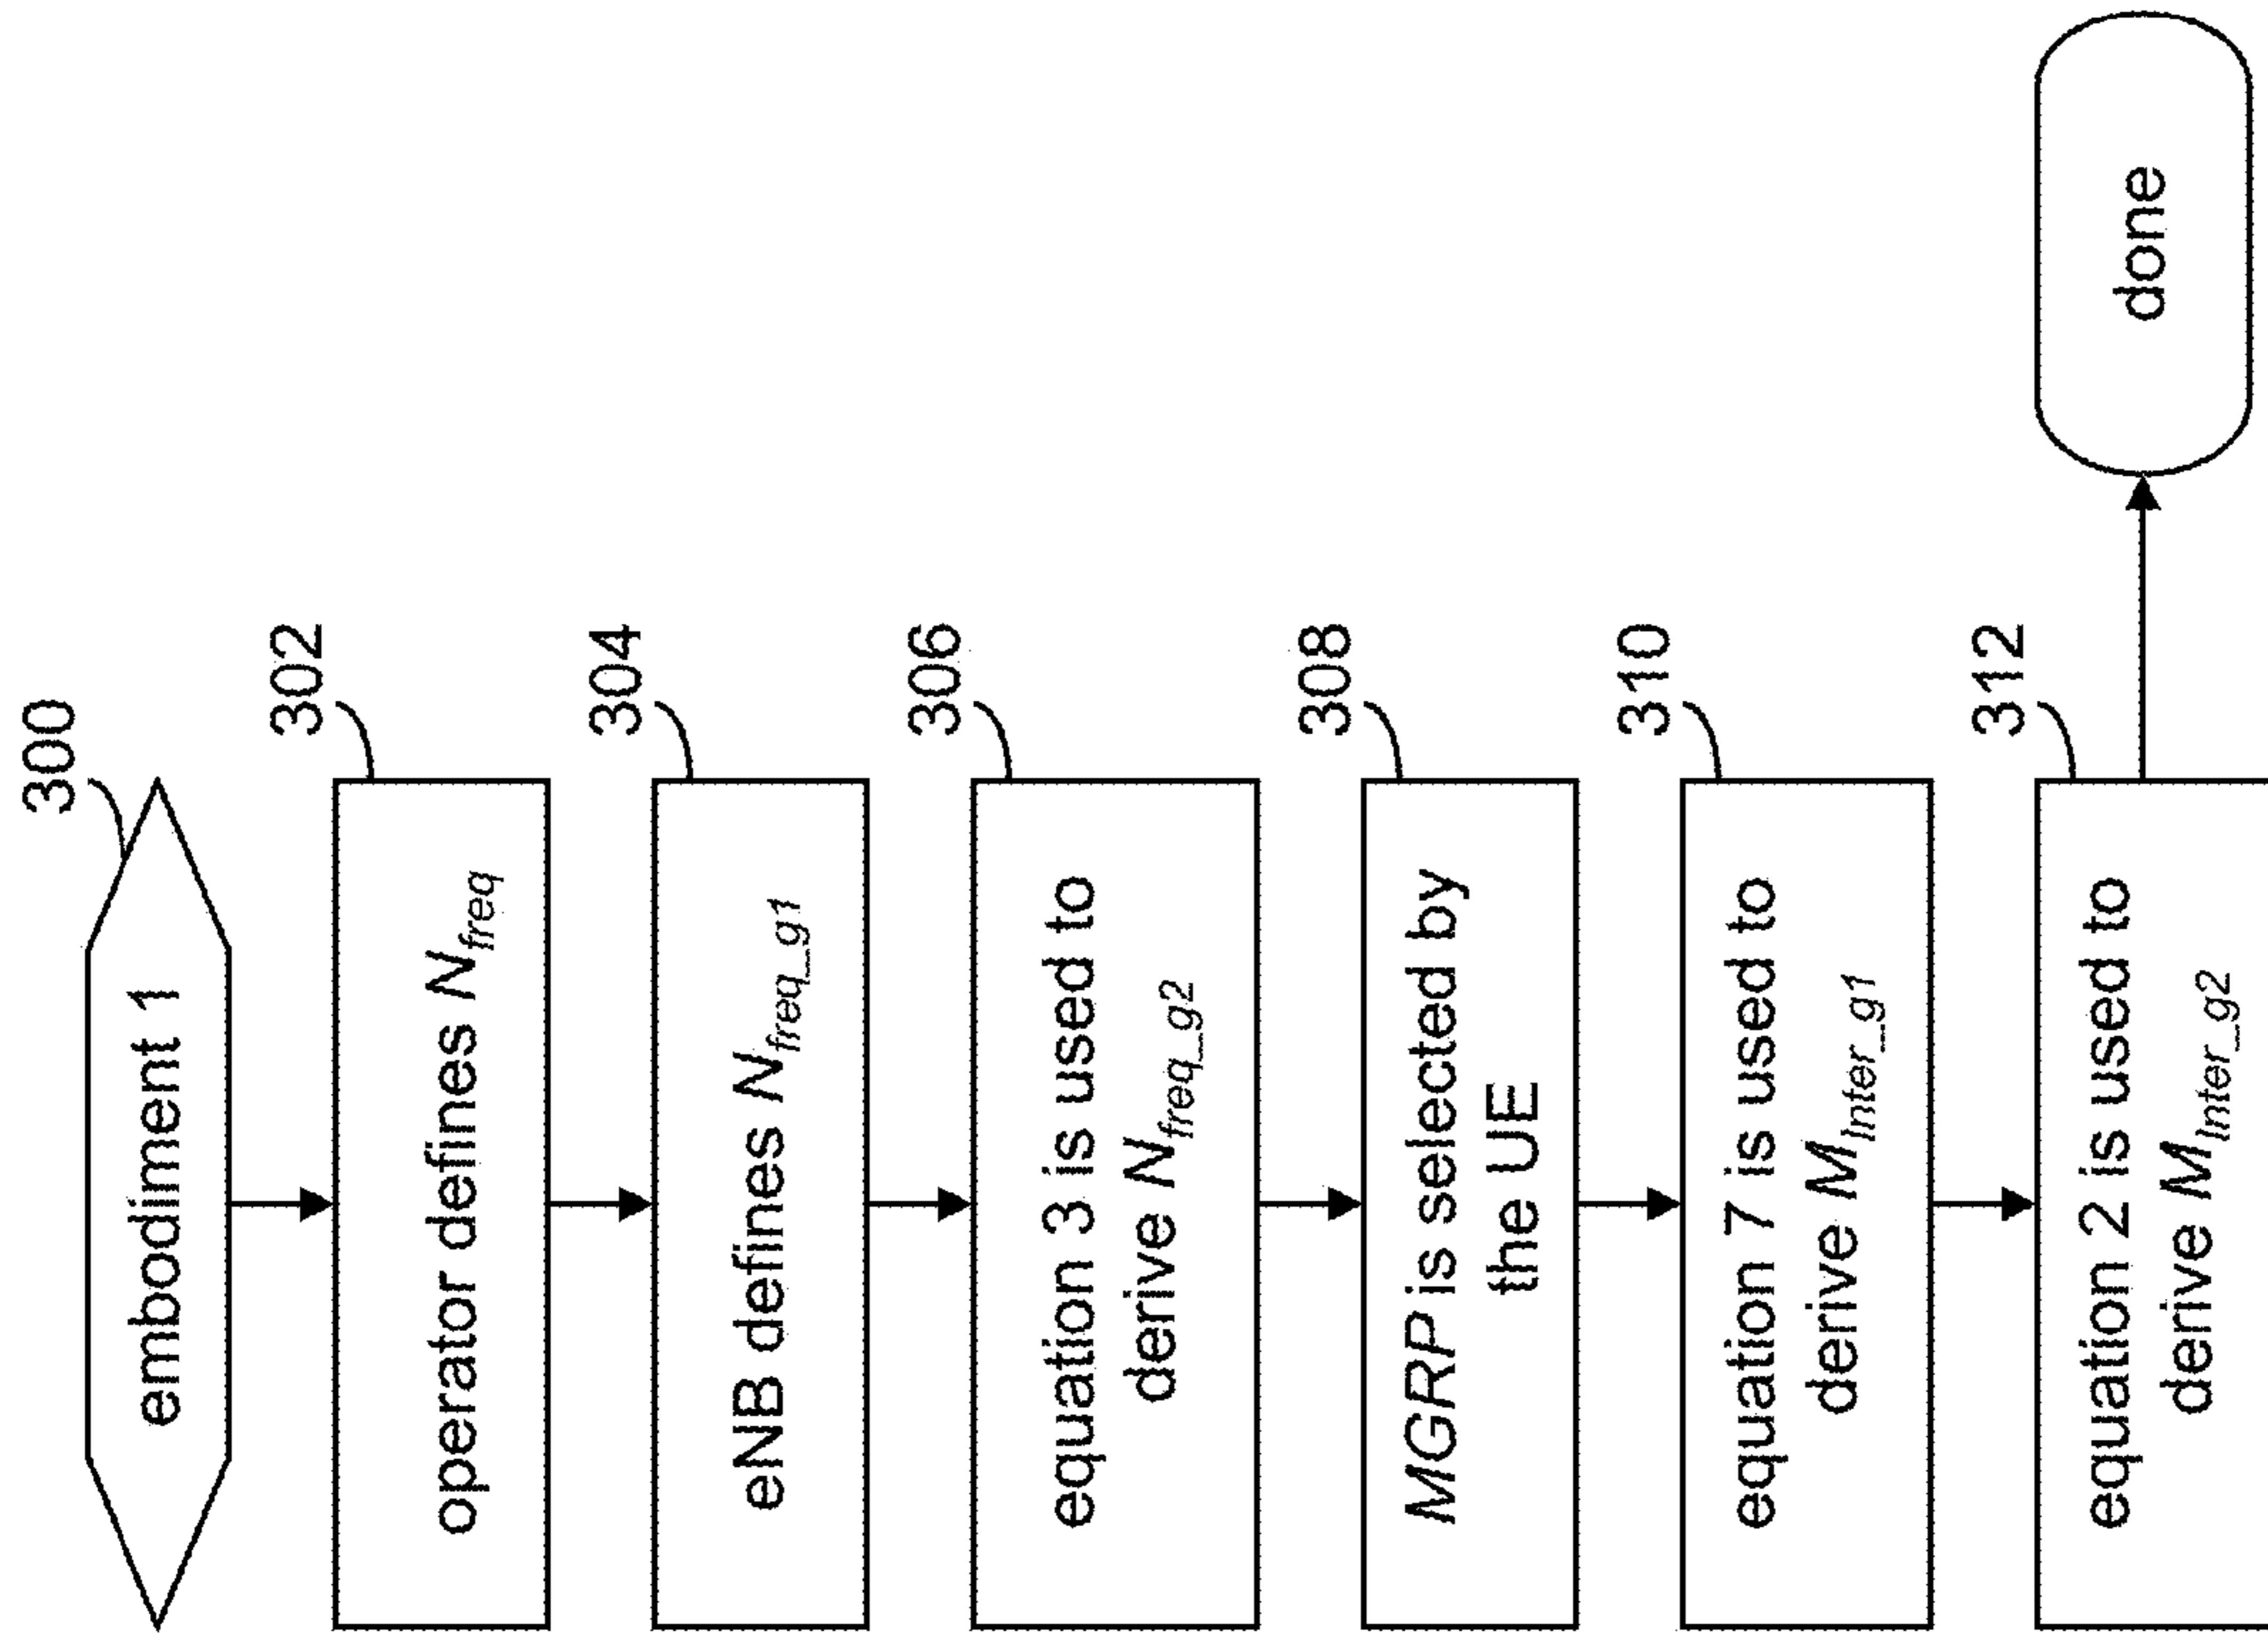 300
embodiment 1
302
operator defines N_freq
304
eNB defines N_freq_g1
306
equation 3 is used to
derive N_freq_g2
308
MGRP is selected by
the UE
310
equation 7 is used to
derive M_Inter_g1
312
equation 2 is used to
derive M_Inter_g2
done